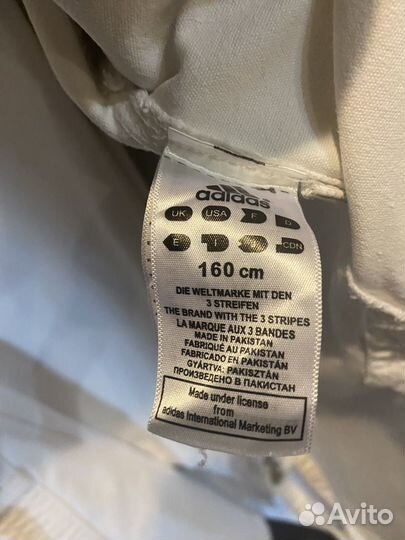 adidas
UK USA F D
E I J CDN
160 cm
DIE WELTMARKE MIT DEN
3 STREIFEN
THE BRAND WITH THE 3 STRIPES
LA MARQUE AUX 3 BANDES
MADE IN PAKISTAN
FABRIQUÉ AU PAKISTAN
FABRICADO EN PAKISTÁN
GYÁRTVA: PAKISZTÁN
ПРОИЗВЕДЕНО В ПАКИСТАН
Made under license
from
adidas International Marketing BV
Avito